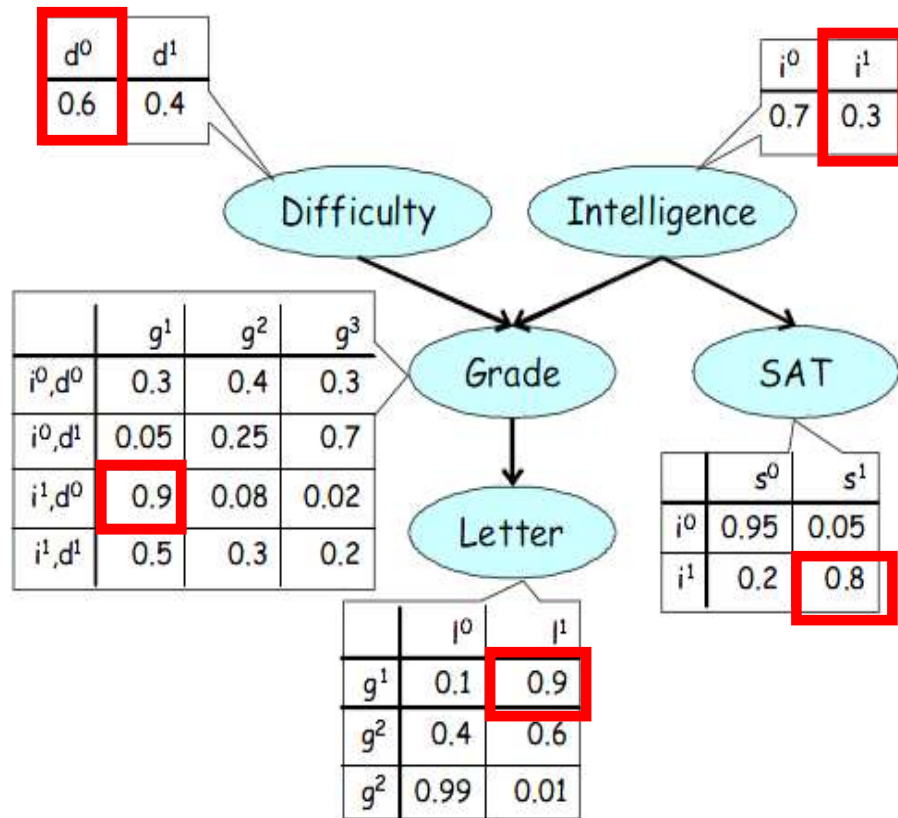 d⁰ d¹
0.6 0.4
i⁰ i¹
0.7 0.3
Difficulty
Intelligence
g¹ g² g³
i⁰,d⁰ 0.3 0.4 0.3
i⁰,d¹ 0.05 0.25 0.7
i¹,d⁰ 0.9 0.08 0.02
i¹,d¹ 0.5 0.3 0.2
Grade
SAT
s⁰ s¹
i⁰ 0.95 0.05
i¹ 0.2 0.8
Letter
l⁰ l¹
g¹ 0.1 0.9
g² 0.4 0.6
g² 0.99 0.01